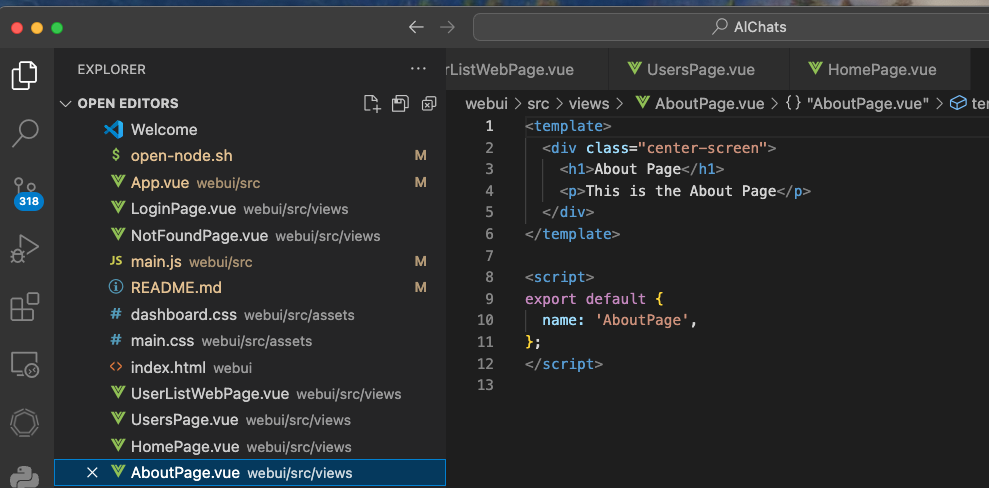 AIChats
EXPLORER
OPEN EDITORS
Welcome
open-node.sh M
App.vue webui/src M
LoginPage.vue webui/src/views
NotFoundPage.vue webui/src/views
JS main.js webui/src M
README.md M
# dashboard.css webui/src/assets
# main.css webui/src/assets
index.html webui
UserListWebPage.vue webui/src/views
UsersPage.vue webui/src/views
HomePage.vue webui/src/views
AboutPage.vue webui/src/views
318
rListWebPage.vue UsersPage.vue HomePage.vue
webui > src > views > AboutPage.vue > {} "AboutPage.vue" > te
1 <template>
2 <div class="center-screen">
3 <h1>About Page</h1>
4 <p>This is the About Page</p>
5 </div>
6 </template>
7
8 <script>
9 export default {
10 name: 'AboutPage',
11 };
12 </script>
13